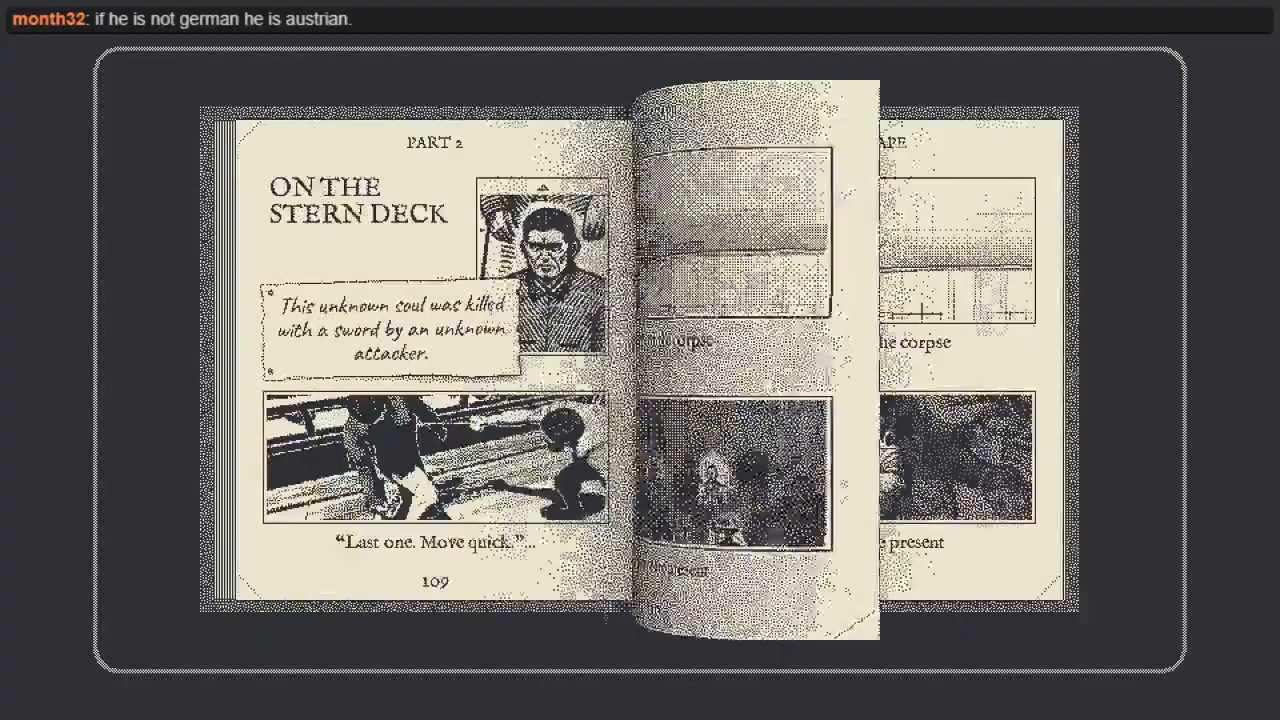 month32: if he is not german he is austrian.
PART 2
ON THE
STERN DECK
This unknown soul was killed
with a sword by an unknown
attacker.
“Last one. Move quick.”...
109
corpse
present